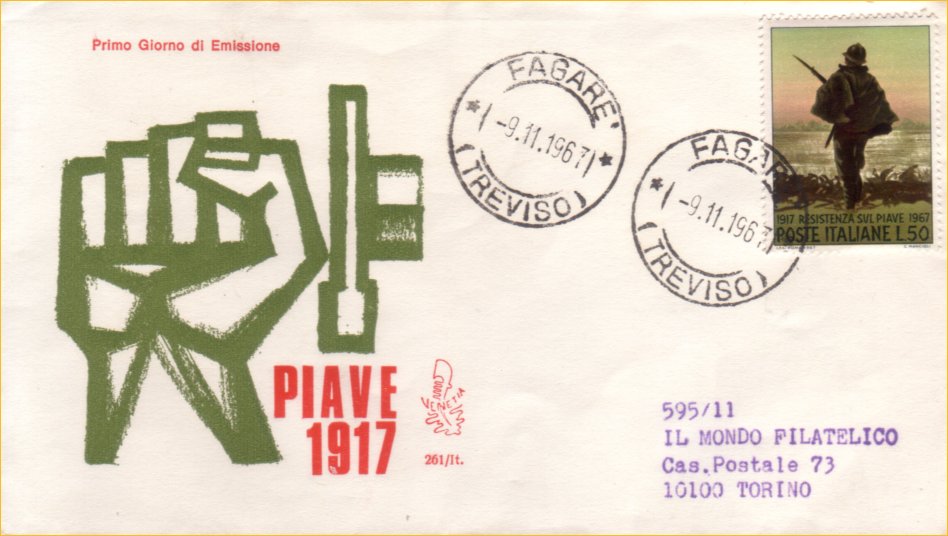 Primo Giorno di Emissione
FAGARE'
-9.11.1967
(TREVISO)
FAGARE'
-9.11.1967
(TREVISO)
1917 RESISTENZA SUL PIAVE 1967
POSTE ITALIANE L.50
PIAVE
1917
VENETIA
261/It.
595/11
IL MONDO FILATELICO
Cas.Postale 73
10100 TORINO